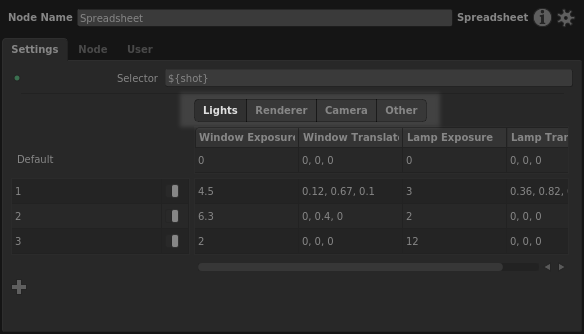 Node Name Spreadsheet Spreadsheet
Settings Node User
Selector ${shot}
Lights Renderer Camera Other
Window Exposure Window Translate Lamp Exposure Lamp Tran
Default 0 0, 0, 0 0 0, 0, 0
1 4.5 0.12, 0.67, 0.1 3 0.36, 0.82,
2 6.3 0, 0.4, 0 2 0, 0, 0
3 2 0, 0, 0 12 0, 0, 0